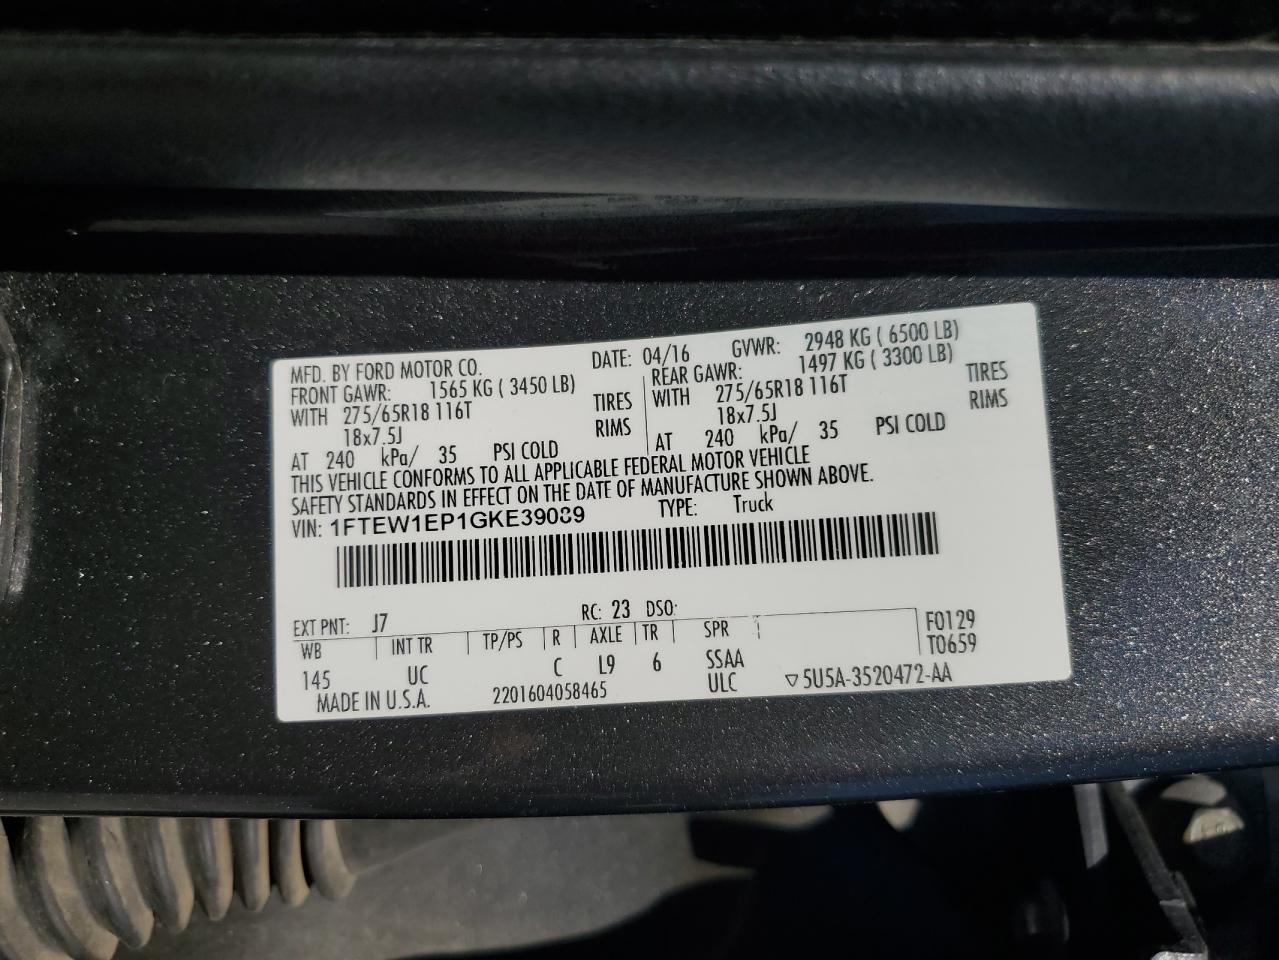 MFD. BY FORD MOTOR CO. DATE: 04/16 GVWR: 2948 KG ( 6500 LB)
FRONT GAWR: 1565 KG ( 3450 LB) REAR GAWR: 1497 KG ( 3300 LB)
WITH 275/65R18 116T TIRES WITH 275/65R18 116T TIRES
18x7.5J RIMS 18x7.5J RIMS
AT 240 kPa/ 35 PSI COLD AT 240 kPa/ 35 PSI COLD
THIS VEHICLE CONFORMS TO ALL APPLICABLE FEDERAL MOTOR VEHICLE
SAFETY STANDARDS IN EFFECT ON THE DATE OF MANUFACTURE SHOWN ABOVE.
VIN: 1FTEW1EP1GKE39089 TYPE: Truck
EXT PNT: J7 RC: 23 DSO:
WB INT TR TP/PS R AXLE TR SPR F0129
145 UC C L9 6 SSAA T0659
MADE IN U.S.A. 2201604058465 ULC ▽5U5A-3520472-AA